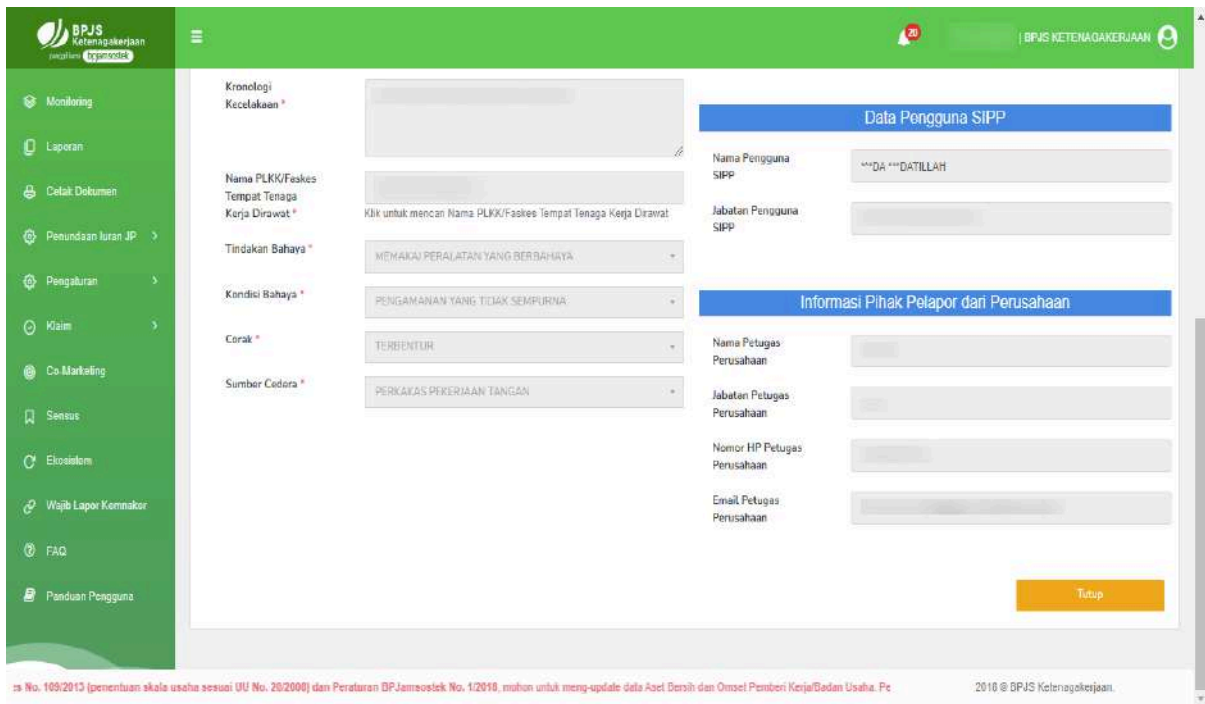 BPJS
Ketenagakerjaan
bpjamsostek
20
| BPJS KETENAGAKERJAAN
Monitoring
Laporan
Cetak Dokumen
Penundaan Iuran JP
Pengaturan
Klaim
Co-Marketing
Sensus
Ekosistem
Wajib Lapor Kemnaker
FAQ
Panduan Pengguna
Kronologi
Kecelakaan *
Nama PLKK/Faskes
Tempat Tenaga
Kerja Dirawat *
Klik untuk mencari Nama PLKK/Faskes Tempat Tenaga Kerja Dirawat
Tindakan Bahaya *
MEMAKAI PERALATAN YANG BERBAHAYA
Kondisi Bahaya *
PENGAMANAN YANG TIDAK SEMPURNA
Corak *
TERBENTUR
Sumber Cedera *
PERKAKAS PEKERJAAN TANGAN
Data Pengguna SIPP
Nama Pengguna
SIPP
***DA ***DATILLAH
Jabatan Pengguna
SIPP
Informasi Pihak Pelapor dari Perusahaan
Nama Petugas
Perusahaan
Jabatan Petugas
Perusahaan
Nomor HP Petugas
Perusahaan
Email Petugas
Perusahaan
Tutup
es No. 109/2013 (penentuan skala usaha sesuai UU No. 20/2008) dan Peraturan BPJamsostek No. 1/2018, mohon untuk meng-update data Aset Bersih dan Omset Pemberi Kerja/Badan Usaha. Pe
2018 © BPJS Ketenagakerjaan.